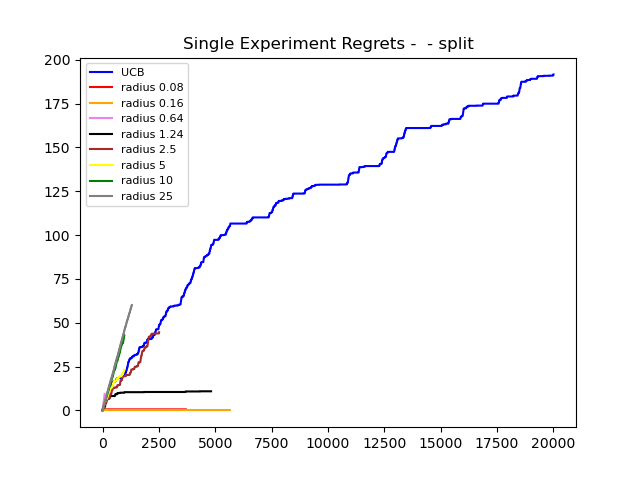 Single Experiment Regrets -  - split
200
175
150
125
100
75
50
25
0
UCB
radius 0.08
radius 0.16
radius 0.64
radius 1.24
radius 2.5
radius 5
radius 10
radius 25
0 2500 5000 7500 10000 12500 15000 17500 20000